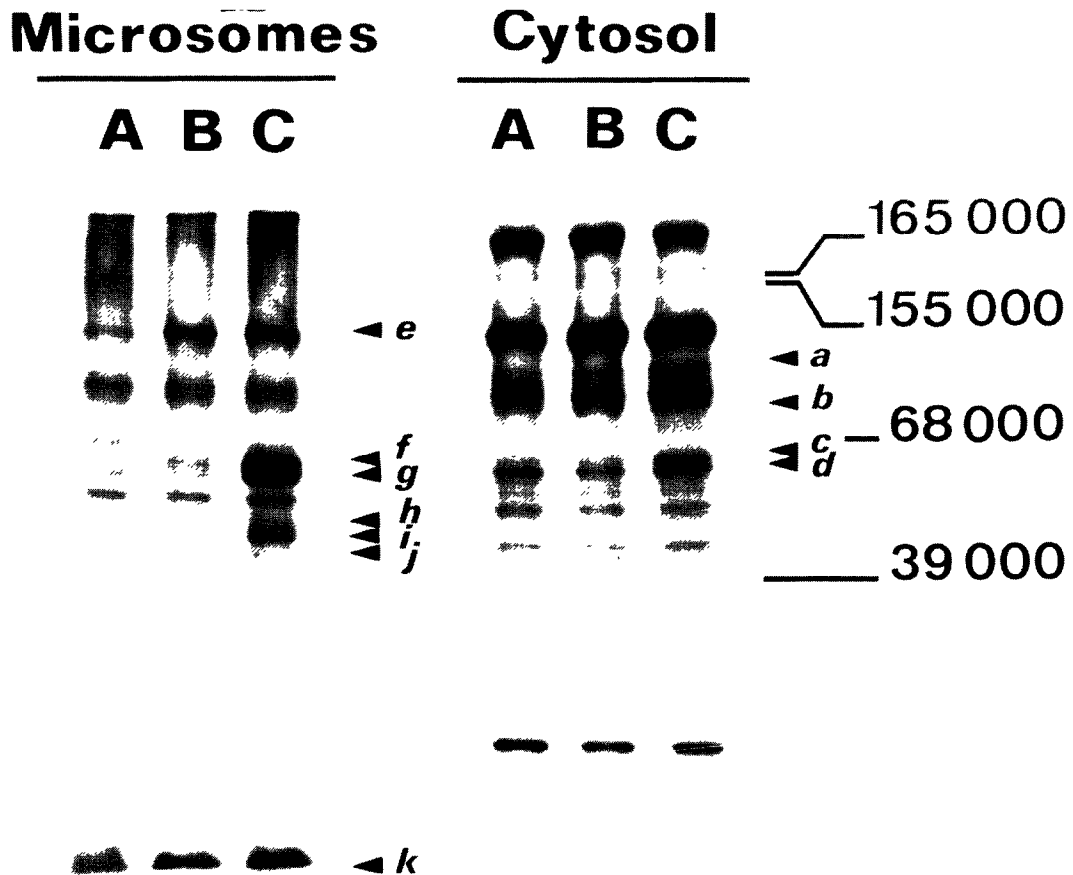 Microsomes Cytosol
A B C A B C
165 000
e 155 000
a
b
f c 68 000
g d
h
i
j 39 000
k